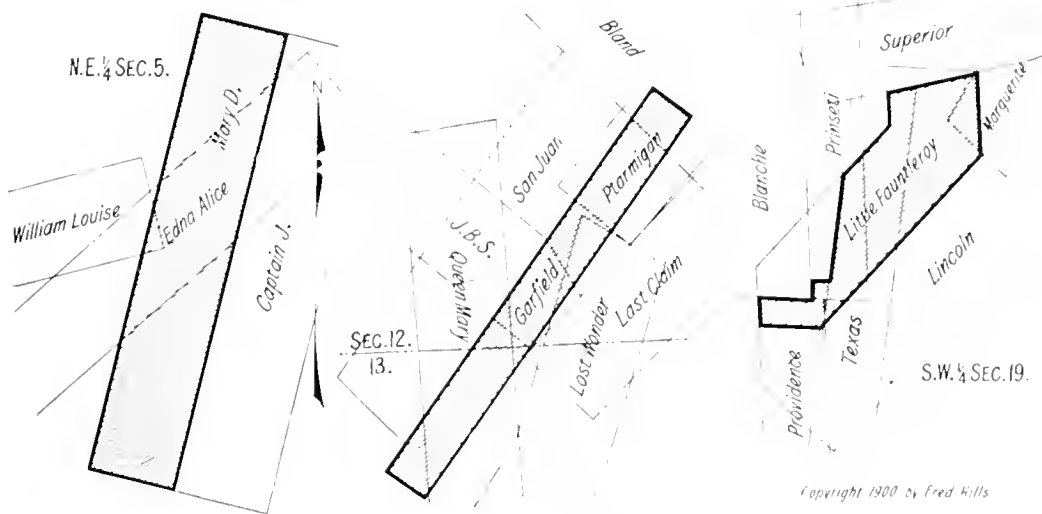 N.E.¼ SEC.5.
Mary D.
William Louise
Edna Alice
Captain J.
N
Bland
San Juan
Ptarmigan
J.B.S.
Queen Mary
Garfield
Last Claim
Lost Wonder
SEC.12.
13.
Superior
Prinseti
Marguerite
Blanche
Little Fauntleroy
Lincoln
Texas
Providence
S.W.¼ SEC.19.
Copyright 1900 by Fred Hills